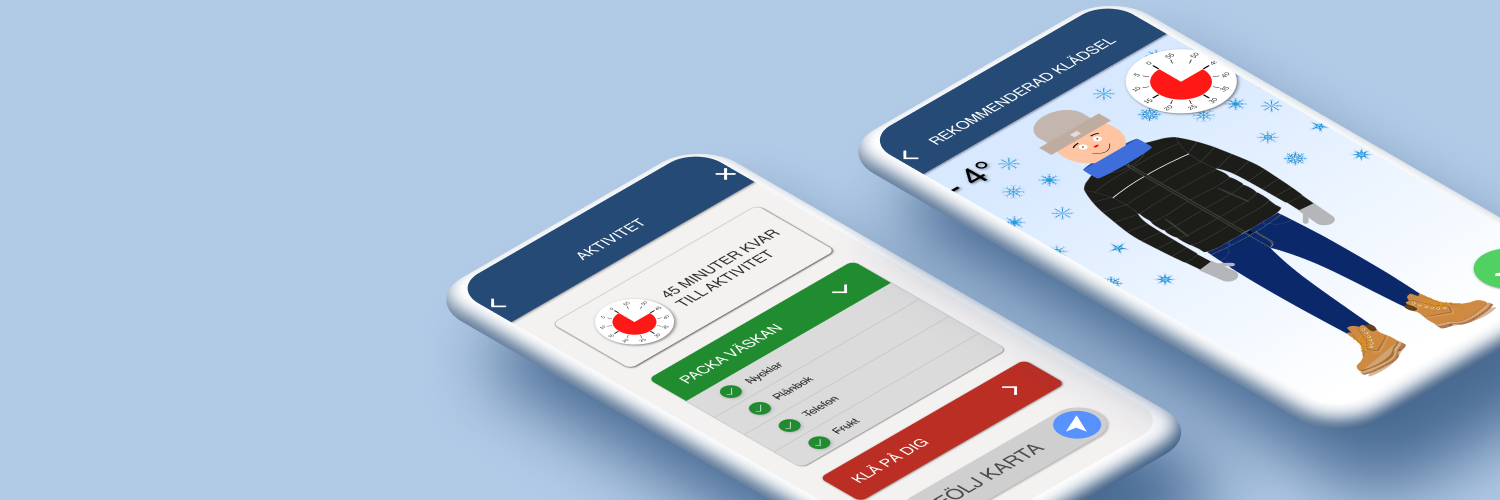 AKTIVITET
45 MINUTER KVAR
TILL AKTIVITET
PACKA VÄSKAN
Nycklar
Plånbok
Telefon
Frukt
KLÄ PÅ DIG
ÖLJ KARTA
REKOMMENDERAD KLÄDSEL
- 4°